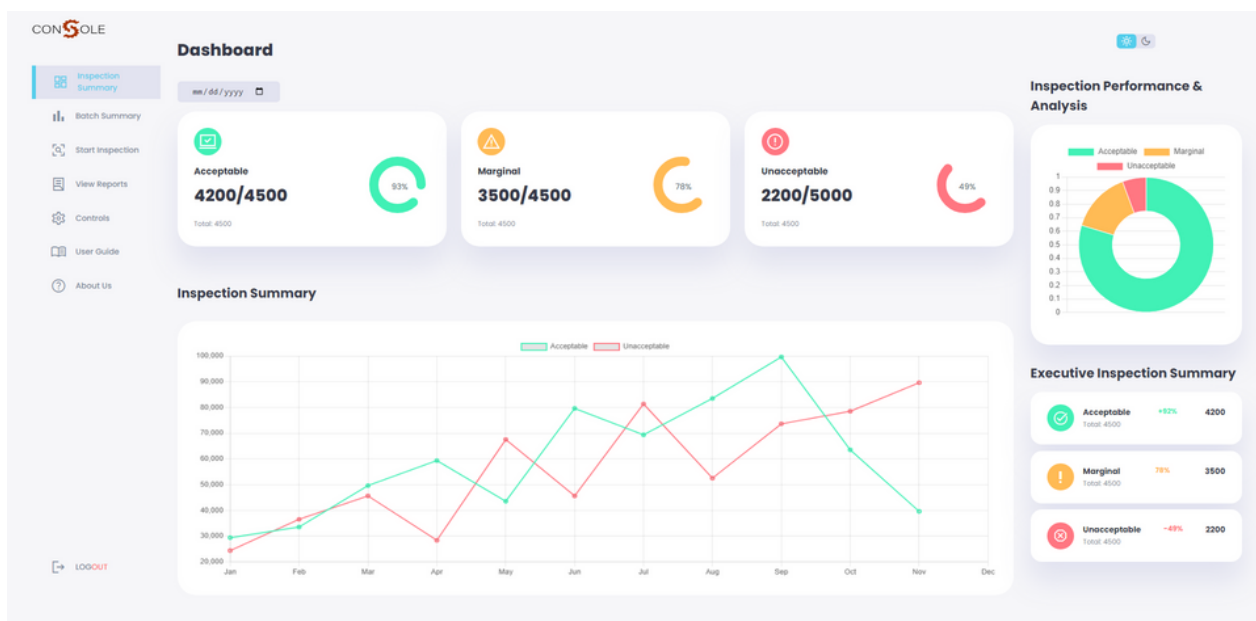 CONSOLE
Inspection
Summary
Batch Summary
Start Inspection
View Reports
Controls
User Guide
About Us
LOGOUT
Dashboard
mm/dd/yyyy
Acceptable
4200/4500
93%
Total: 4500
Marginal
3500/4500
78%
Total: 4500
Unacceptable
2200/5000
49%
Total: 4500
Inspection Summary
Acceptable Unacceptable
100,000
90,000
80,000
70,000
60,000
50,000
40,000
30,000
20,000
Jan Feb Mar Apr May Jun Jul Aug Sep Oct Nov Dec
Inspection Performance &
Analysis
Acceptable Marginal
Unacceptable
1
0.9
0.8
0.7
0.6
0.5
0.4
0.3
0.2
0.1
0
Executive Inspection Summary
Acceptable +92% 4200
Total: 4500
Marginal 78% 3500
Total: 4500
Unacceptable -49% 2200
Total: 4500